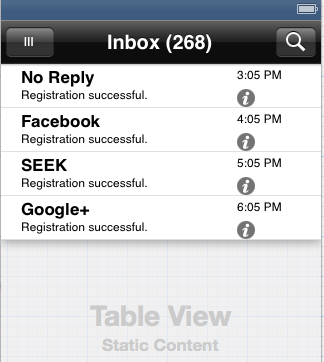 Inbox (268)
No Reply 3:05 PM
Registration successful.
Facebook 4:05 PM
Registration successful.
SEEK 5:05 PM
Registration successful.
Google+ 6:05 PM
Registration successful.
Table View
Static Content